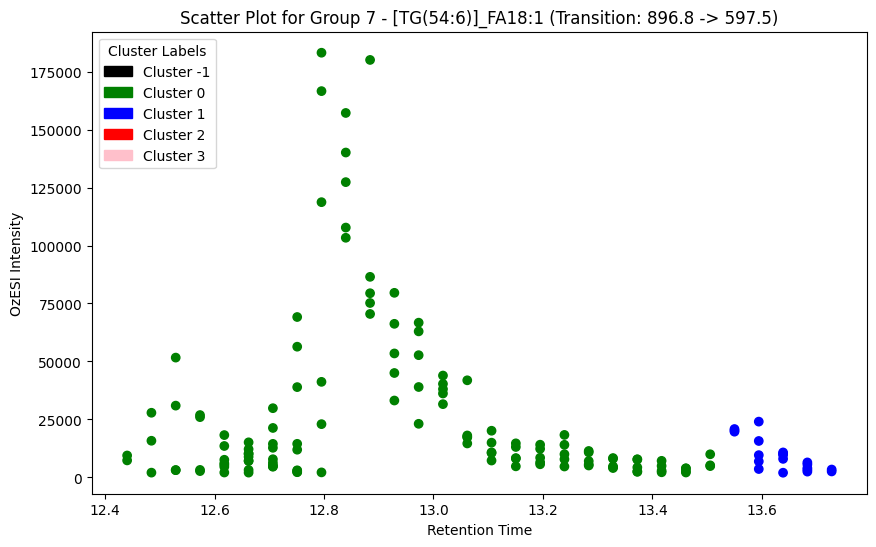 Scatter Plot for Group 7 - [TG(54:6)]_FA18:1 (Transition: 896.8 -> 597.5)
Cluster Labels
Cluster -1
Cluster 0
Cluster 1
Cluster 2
Cluster 3
175000
150000
125000
100000
75000
50000
25000
0
OzESI Intensity
12.4 12.6 12.8 13.0 13.2 13.4 13.6
Retention Time